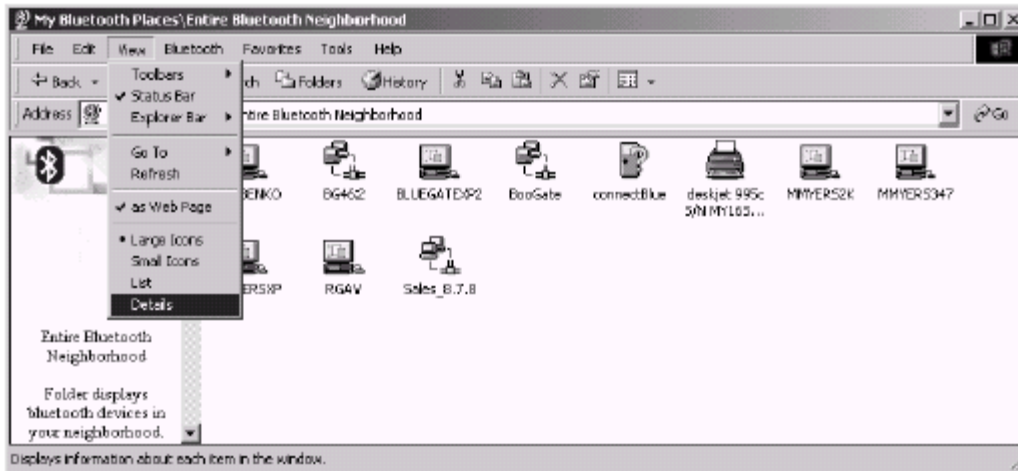 My Bluetooth Places\Entire Bluetooth Neighborhood
File Edit View Bluetooth Favorites Tools Help
Back ch Folders History
Address ntire Bluetooth Neighborhood Go
Toolbars
Status Bar
Explorer Bar
Go To
Refresh
as Web Page
Large Icons
Small Icons
List
Details
ENKO BG462 BLUEGATEXP2 BooGate connectBlue deskjet 995c MMYERS2K MMYERS347
S/N MY165...
ERSXP RGAV Sales_8.7.8
Entire Bluetooth
Neighborhood
Folder displays
bluetooth devices in
your neighborhood.
Displays information about each item in the window.